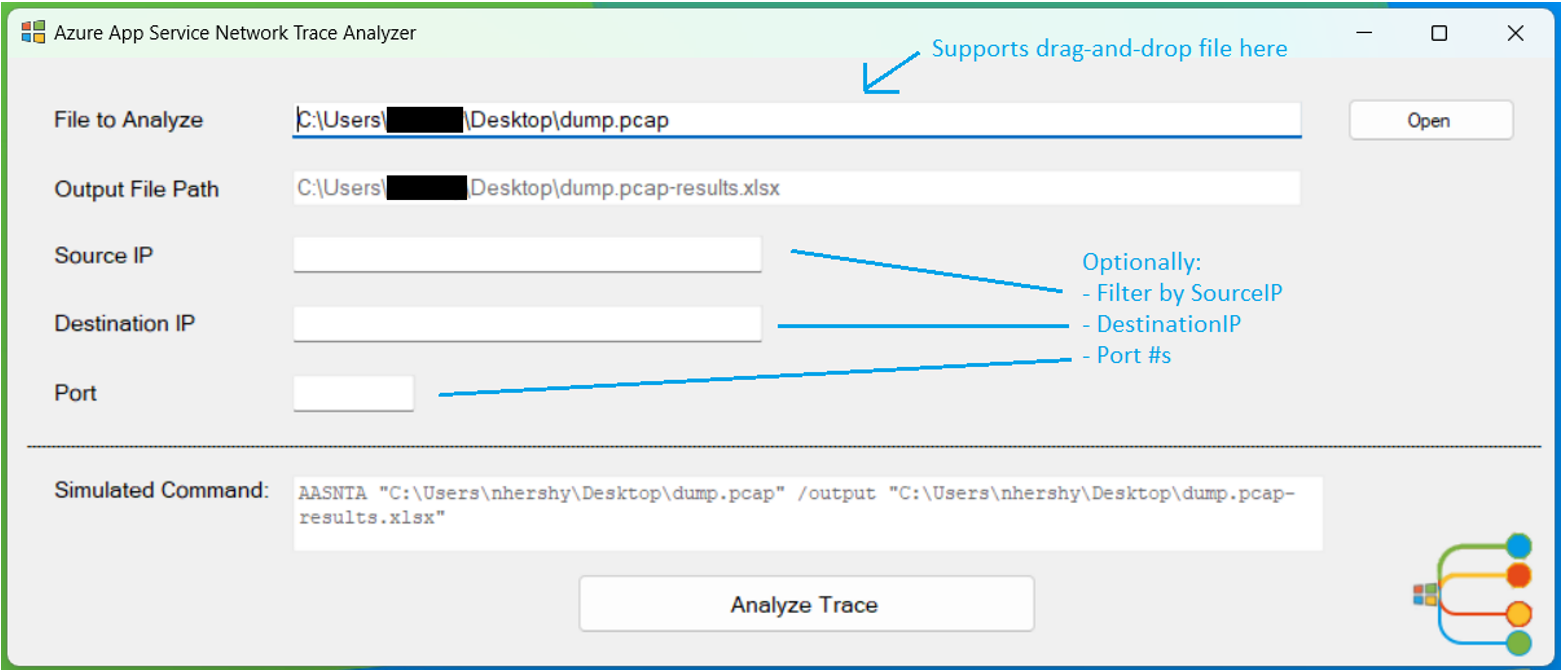 Azure App Service Network Trace Analyzer
Supports drag-and-drop file here
File to Analyze
C:\Users\ \Desktop\dump.pcap
Open
Output File Path
C:\Users\ \Desktop\dump.pcap-results.xlsx
Source IP
Optionally:
- Filter by SourceIP
- DestinationIP
- Port #s
Destination IP
Port
Simulated Command:
AASNTA "C:\Users\nhershy\Desktop\dump.pcap" /output "C:\Users\nhershy\Desktop\dump.pcap-
results.xlsx"
Analyze Trace